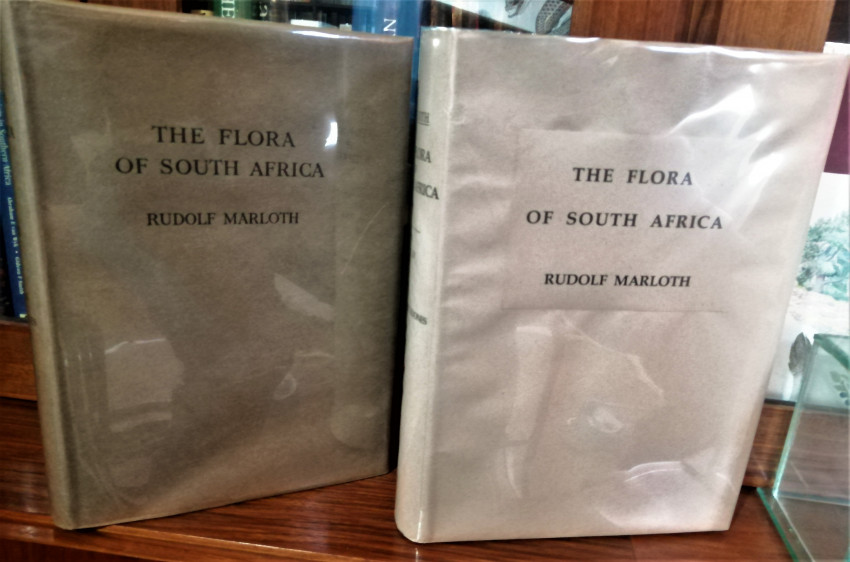 THE FLORA
OF SOUTH AFRICA
RUDOLF MARLOTH
THE FLORA
OF SOUTH AFRICA
RUDOLF MARLOTH